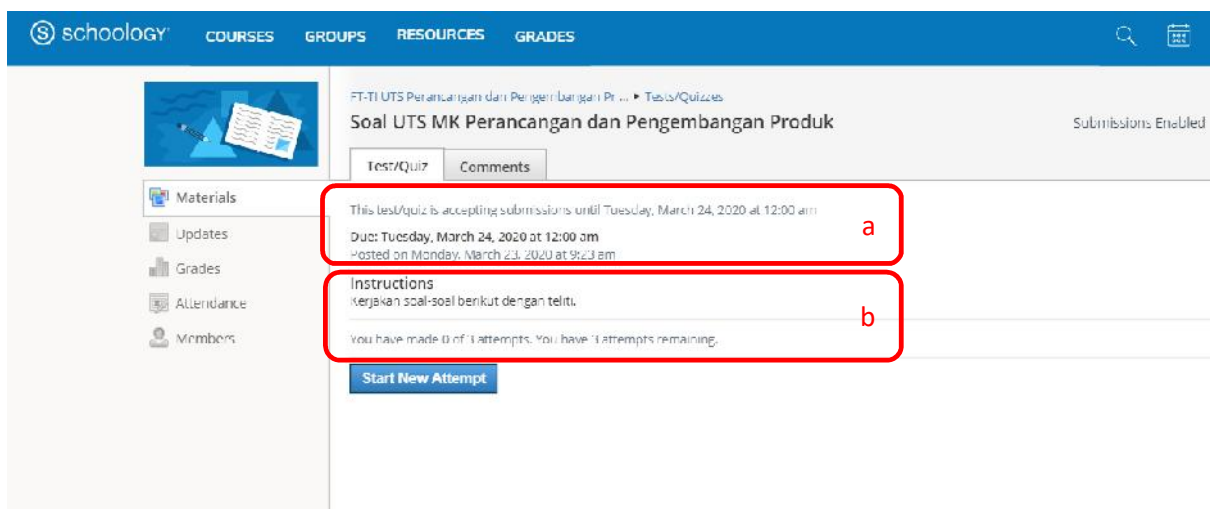 schoology COURSES GROUPS RESOURCES GRADES
FT-TI UTS Perancangan dan Pengembangan Pr ... ▸ Tests/Quizzes
Soal UTS MK Perancangan dan Pengembangan Produk
Submissions Enabled
Test/Quiz Comments
Materials
Updates
Grades
Attendance
Members
This test/quiz is accepting submissions until Tuesday, March 24, 2020 at 12:00 am
Due: Tuesday, March 24, 2020 at 12:00 am
Posted on Monday, March 23, 2020 at 9:23 am
a
Instructions
Kerjakan soal-soal berikut dengan teliti.
b
You have made 0 of 3 attempts. You have 3 attempts remaining.
Start New Attempt